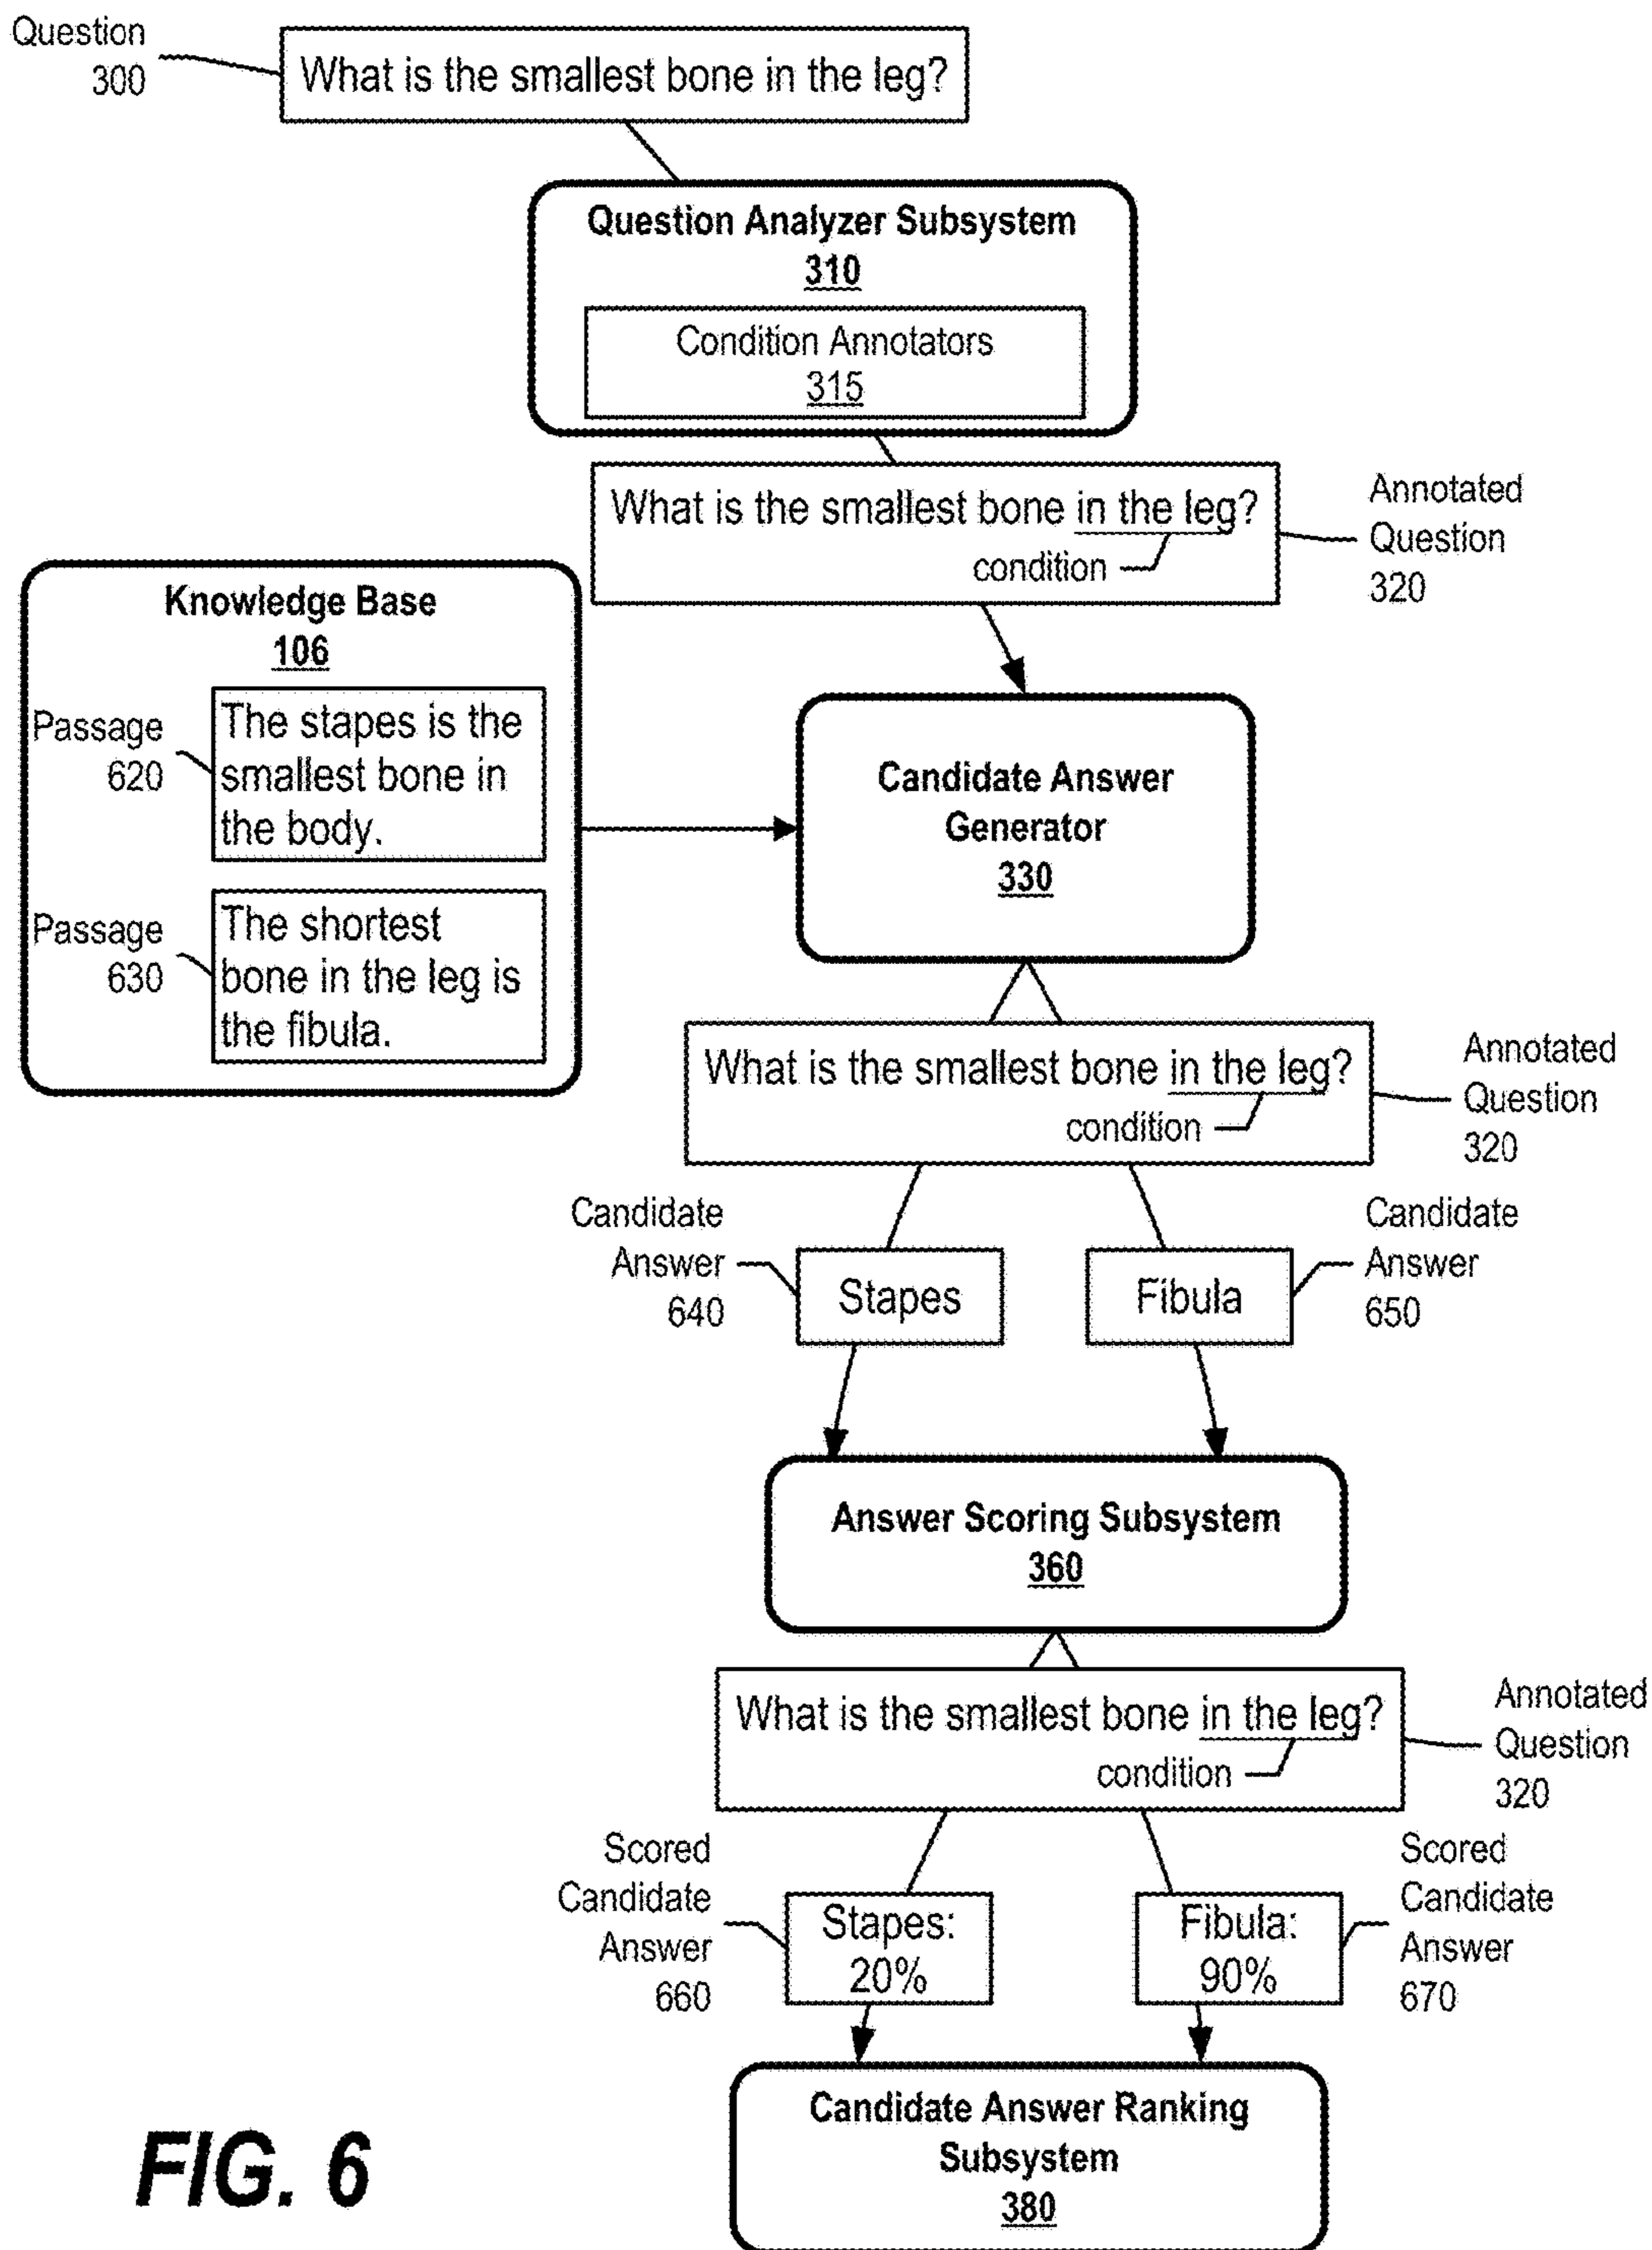 Question
300
What is the smallest bone in the leg?
Question Analyzer Subsystem
310
Condition Annotators
315
What is the smallest bone in the leg?
condition
Annotated
Question
320
Knowledge Base
106
Passage
620
The stapes is the
smallest bone in
the body.
Passage
630
The shortest
bone in the leg is
the fibula.
Candidate Answer
Generator
330
What is the smallest bone in the leg?
condition
Annotated
Question
320
Candidate
Answer
640
Stapes
Fibula
Candidate
Answer
650
Answer Scoring Subsystem
360
What is the smallest bone in the leg?
condition
Annotated
Question
320
Scored
Candidate
Answer
660
Stapes:
20%
Fibula:
90%
Scored
Candidate
Answer
670
Candidate Answer Ranking
Subsystem
380
FIG. 6